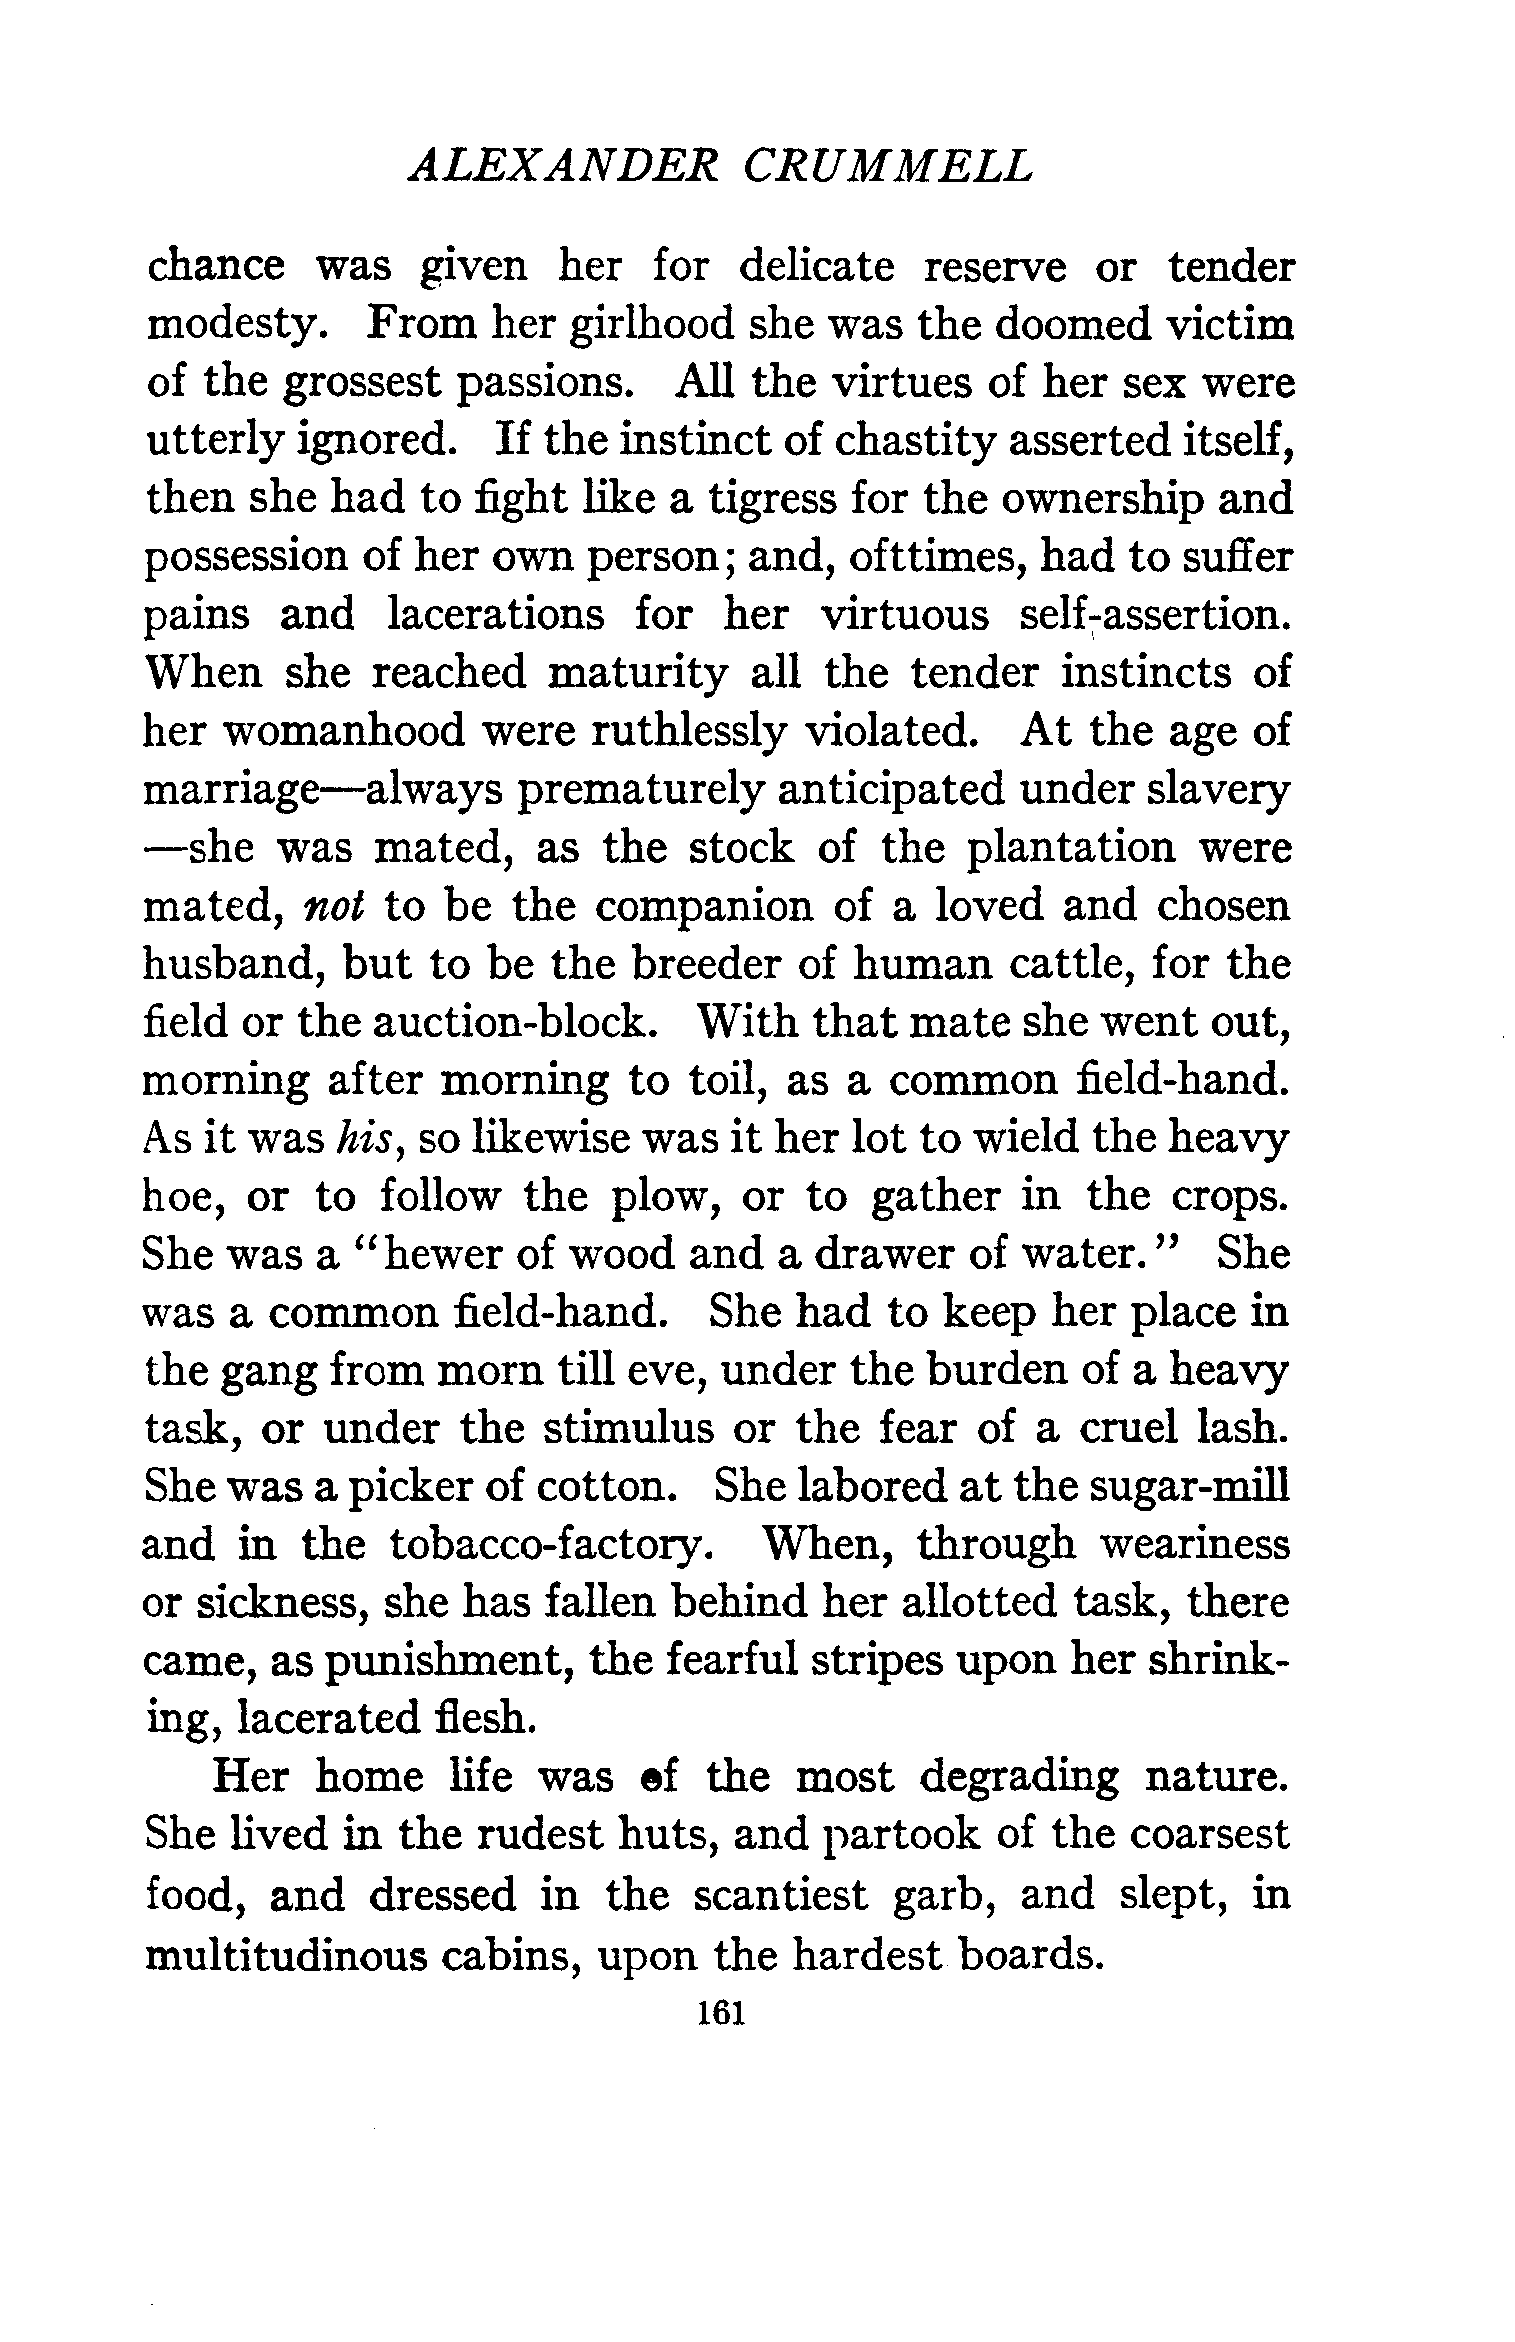 ALEXANDER CRUMMELL
chance was given her for delicate reserve or tender
modesty. From her girlhood she was the doomed victim
of the grossest passions. All the virtues of her sex were
utterly ignored. If the instinct of chastity asserted itself,
then she had to fight like a tigress for the ownership and
possession of her own person; and, ofttimes, had to suffer
pains and lacerations for her virtuous self-assertion.
When she reached maturity all the tender instincts of
her womanhood were ruthlessly violated. At the age of
marriage—always prematurely anticipated under slavery
—she was mated, as the stock of the plantation were
mated, not to be the companion of a loved and chosen
husband, but to be the breeder of human cattle, for the
field or the auction-block. With that mate she went out,
morning after morning to toil, as a common field-hand.
As it was his, so likewise was it her lot to wield the heavy
hoe, or to follow the plow, or to gather in the crops.
She was a "hewer of wood and a drawer of water." She
was a common field-hand. She had to keep her place in
the gang from morn till eve, under the burden of a heavy
task, or under the stimulus or the fear of a cruel lash.
She was a picker of cotton. She labored at the sugar-mill
and in the tobacco-factory. When, through weariness
or sickness, she has fallen behind her allotted task, there
came, as punishment, the fearful stripes upon her shrink-
ing, lacerated flesh.
Her home life was of the most degrading nature.
She lived in the rudest huts, and partook of the coarsest
food, and dressed in the scantiest garb, and slept, in
multitudinous cabins, upon the hardest boards.
161